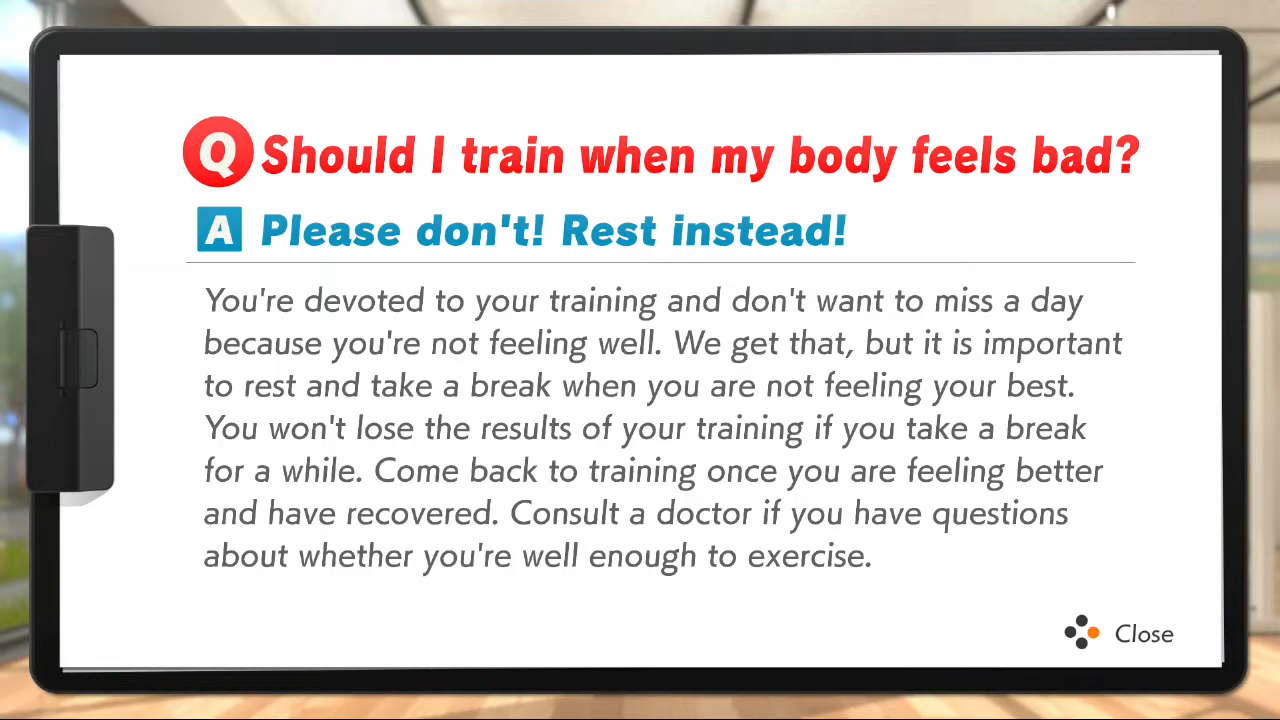 Q Should I train when my body feels bad?
A Please don't! Rest instead!
You're devoted to your training and don't want to miss a day
because you're not feeling well. We get that, but it is important
to rest and take a break when you are not feeling your best.
You won't lose the results of your training if you take a break
for a while. Come back to training once you are feeling better
and have recovered. Consult a doctor if you have questions
about whether you're well enough to exercise.
Close